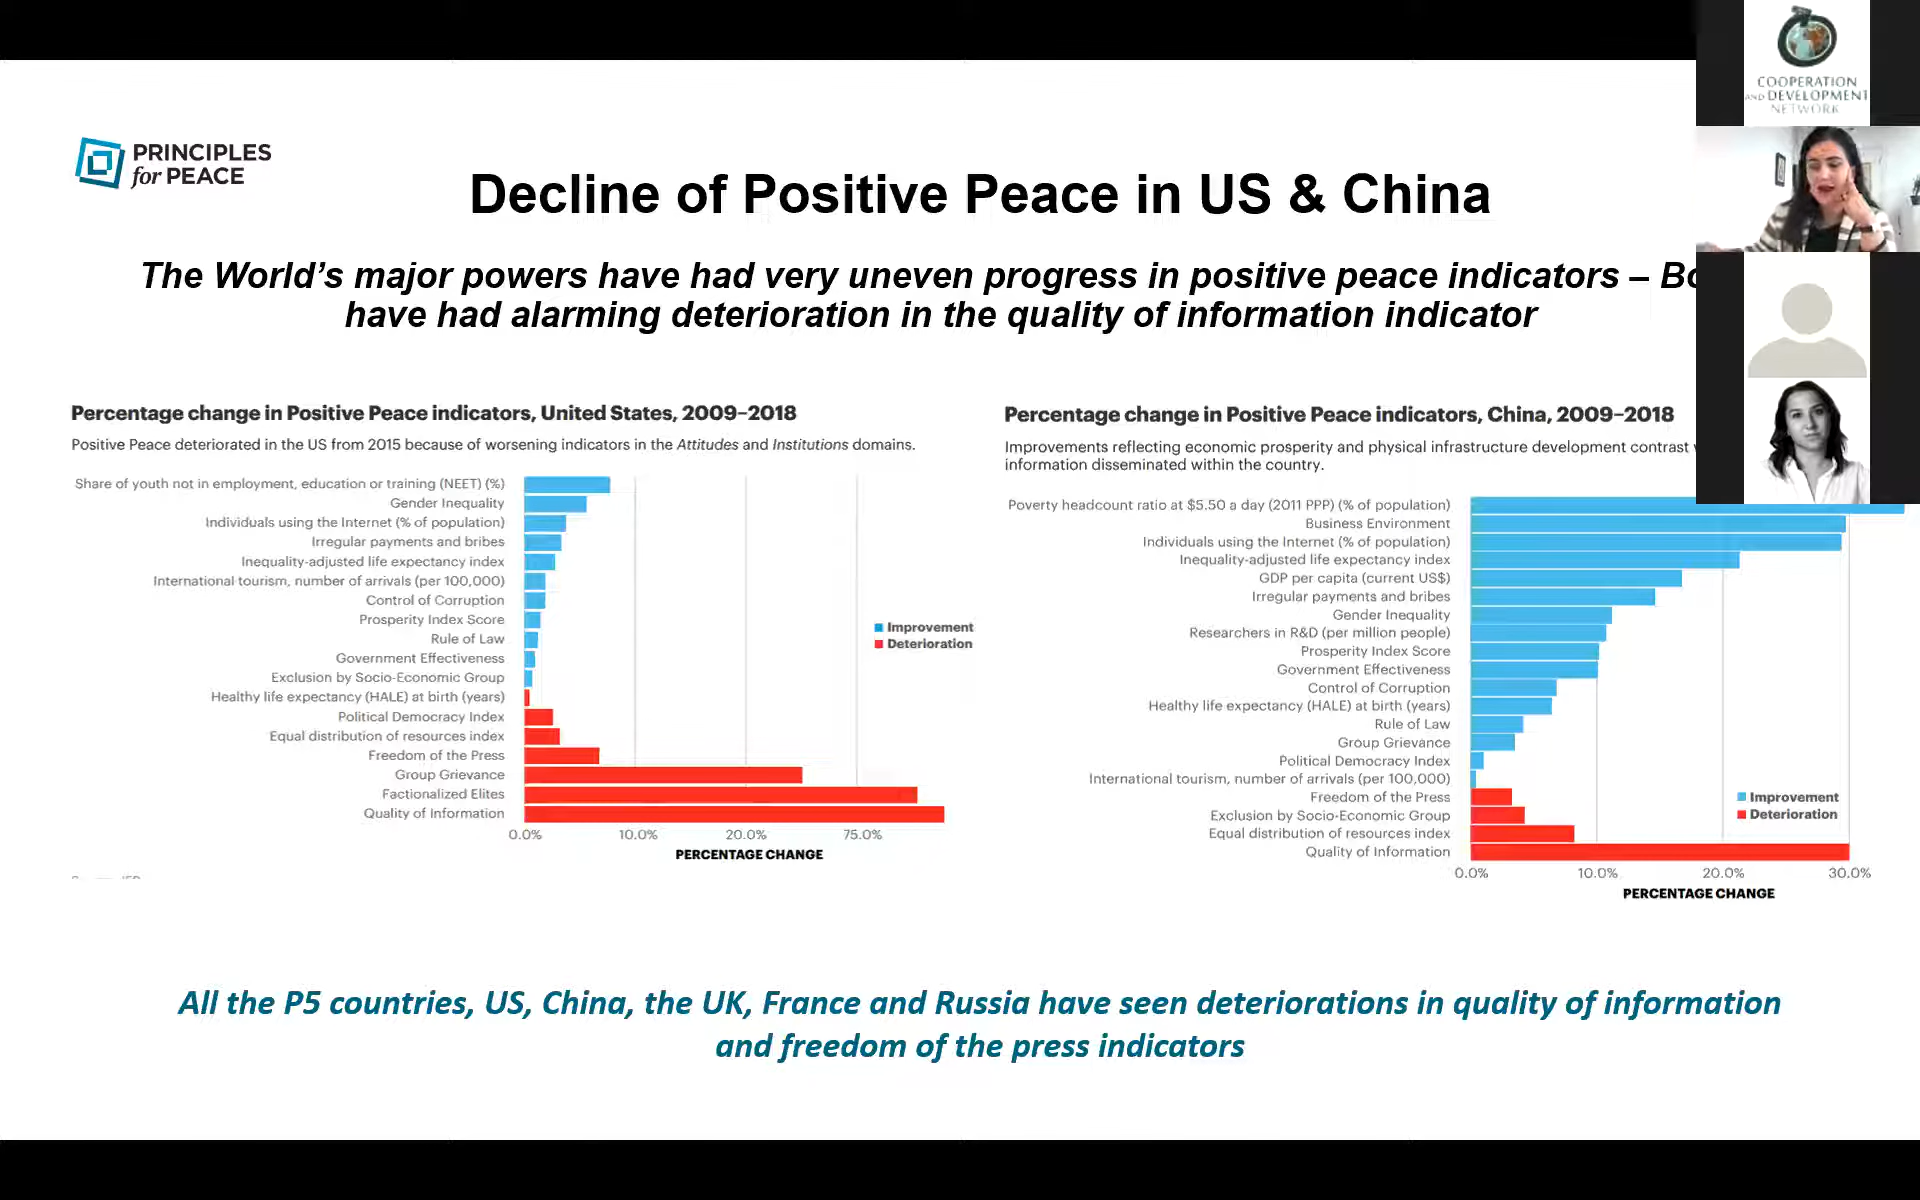 COOPERATION
AND DEVELOPMENT
NETWORK
PRINCIPLES
for PEACE
Decline of Positive Peace in US & China
The World’s major powers have had very uneven progress in positive peace indicators –
have had alarming deterioration in the quality of information indicator
Percentage change in Positive Peace indicators, United States, 2009–2018
Positive Peace deteriorated in the US from 2015 because of worsening indicators in the Attitudes and Institutions domains.
Share of youth not in employment, education or training (NEET) (%)
Gender Inequality
Individuals using the Internet (% of population)
Irregular payments and bribes
Inequality-adjusted life expectancy index
International tourism, number of arrivals (per 100,000)
Control of Corruption
Prosperity Index Score
Rule of Law
Government Effectiveness
Exclusion by Socio-Economic Group
Healthy life expectancy (HALE) at birth (years)
Political Democracy Index
Equal distribution of resources index
Freedom of the Press
Group Grievance
Factionalized Elites
Quality of Information
Improvement
Deterioration
0.0% 10.0% 20.0% 75.0%
PERCENTAGE CHANGE
Percentage change in Positive Peace indicators, China, 2009–2018
Improvements reflecting economic prosperity and physical infrastructure development contrast
information disseminated within the country.
Poverty headcount ratio at $5.50 a day (2011 PPP) (% of population)
Business Environment
Individuals using the Internet (% of population)
Inequality-adjusted life expectancy index
GDP per capita (current US$)
Irregular payments and bribes
Gender Inequality
Researchers in R&D (per million people)
Prosperity Index Score
Government Effectiveness
Control of Corruption
Healthy life expectancy (HALE) at birth (years)
Rule of Law
Group Grievance
Political Democracy Index
International tourism, number of arrivals (per 100,000)
Freedom of the Press
Exclusion by Socio-Economic Group
Equal distribution of resources index
Quality of Information
Improvement
Deterioration
0.0% 10.0% 20.0% 30.0%
PERCENTAGE CHANGE
All the P5 countries, US, China, the UK, France and Russia have seen deteriorations in quality of information
and freedom of the press indicators